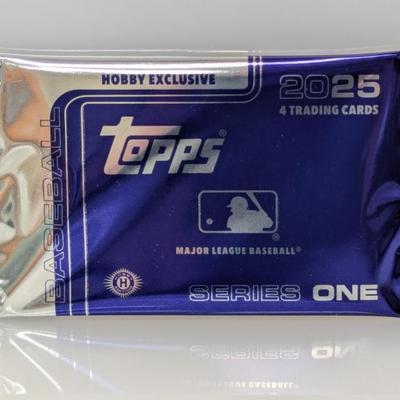 HOBBY EXCLUSIVE
2025
4 TRADING CARDS
BASEBALL
TOPPS®
MAJOR LEAGUE BASEBALL®
H
SERIES ONE